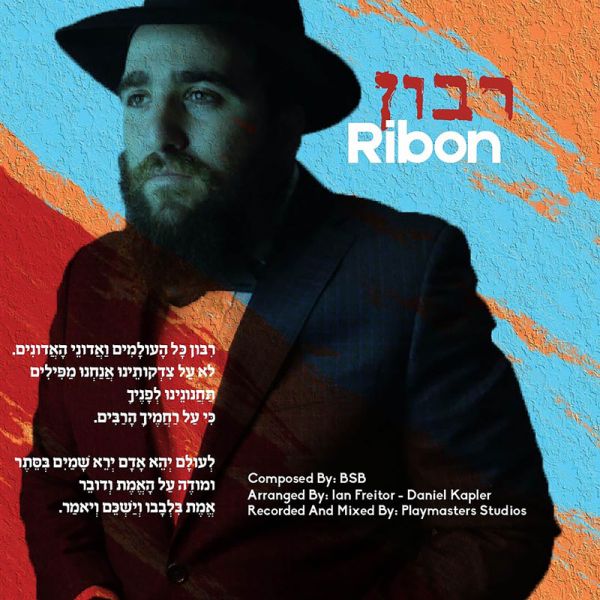 רבון
Ribon
רִבּוֹן כָּל הָעוֹלָמִים וַאֲדוֹנֵי הָאֲדוֹנִים.
לֹא עַל צִדְקוֹתֵינוּ אֲנַחְנוּ מַפִּילִים
תַּחֲנוּנֵינוּ לְפָנֶיךָ
כִּי עַל רַחֲמֶיךָ הָרַבִּים.
לְעוֹלָם יְהֵא אָדָם יְרֵא שָׁמַיִם בְּסֵתֶר
וּמוֹדֶה עַל הָאֱמֶת וְדוֹבֵר
אֱמֶת בִּלְבָבוֹ וְיַשְׁכֵּם וְיֹאמַר.
Composed By: BSB
Arranged By: Ian Freitor - Daniel Kapler
Recorded And Mixed By: Playmasters Studios